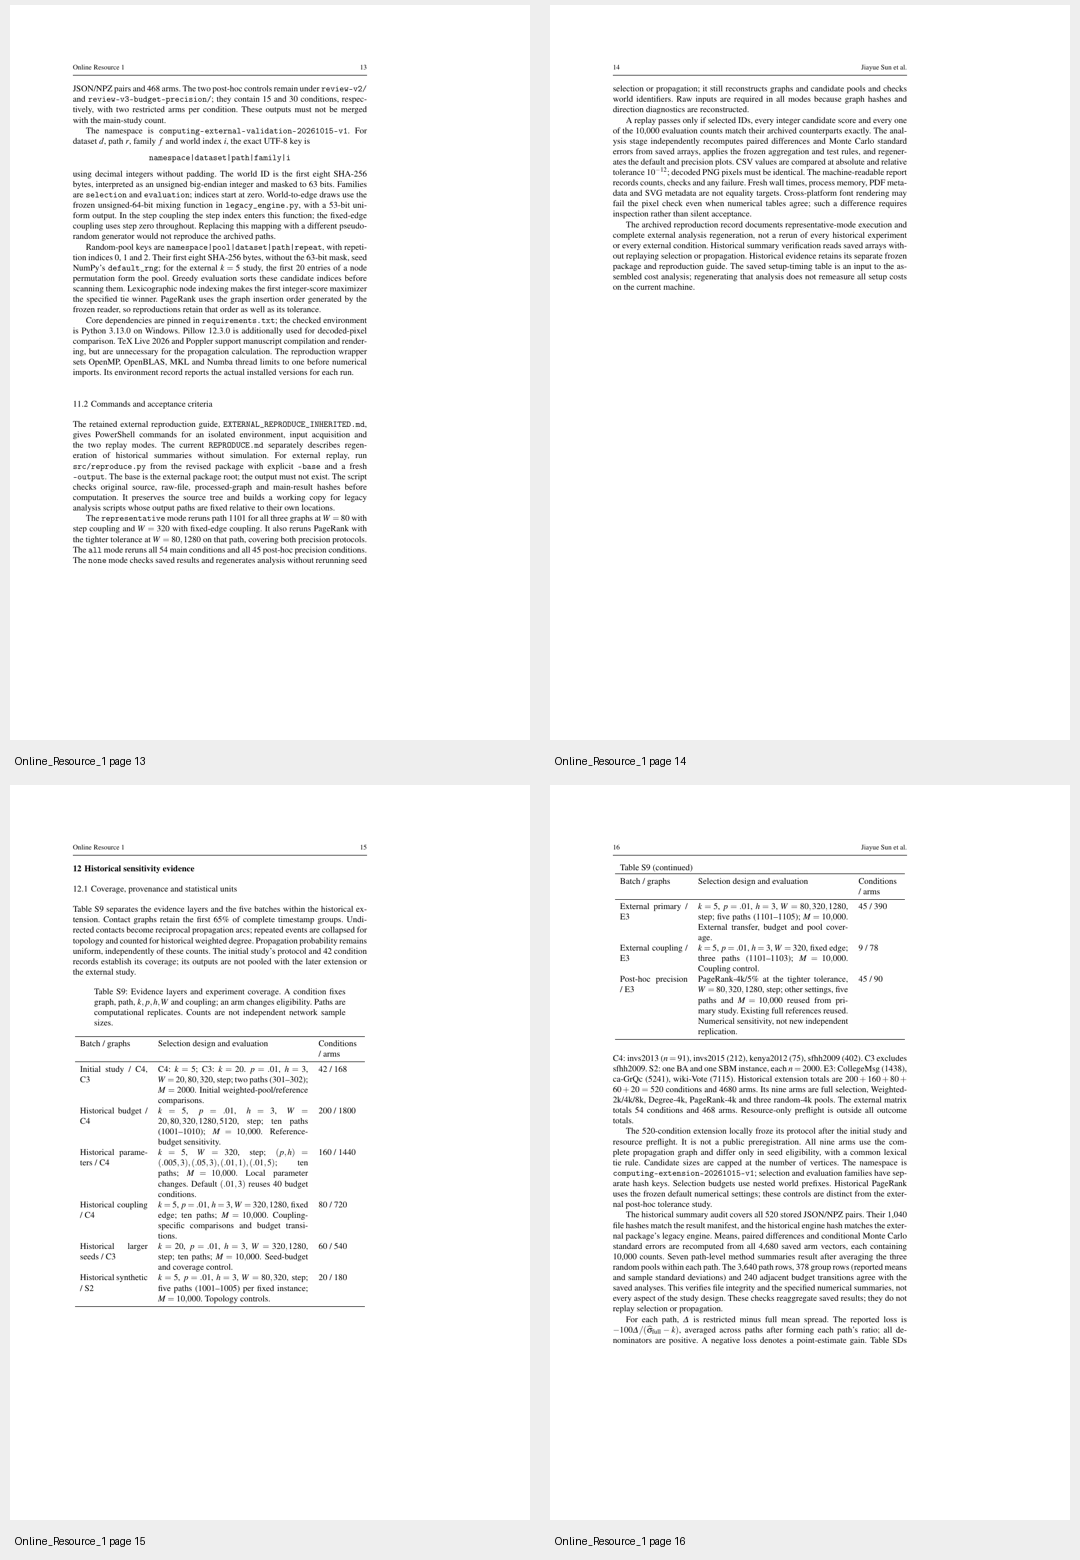 Online Resource 1 13
JSON/NPZ pairs and 468 arms. The two post-hoc controls remain under review-v2/
and review-v3-budget-precision/; they contain 15 and 30 conditions, respec-
tively, with two restricted arms per condition. These outputs must not be merged
with the main-study count.
The namespace is computing-external-validation-20261015-v1. For
dataset d, path r, family f and world index i, the exact UTF-8 key is
namespace|dataset|path|family|i
using decimal integers without padding. The world ID is the first eight SHA-256
bytes, interpreted as an unsigned big-endian integer and masked to 63 bits. Families
are selection and evaluation; indices start at zero. World-to-edge draws use the
frozen unsigned-64-bit mixing function in legacy_engine.py, with a 53-bit uni-
form output. In the step coupling the step index enters this function; the fixed-edge
coupling uses step zero throughout. Replacing this mapping with a different pseudo-
random generator would not reproduce the archived paths.
Random-pool keys are namespace|pool|dataset|path|repeat, with repeti-
tion indices 0, 1 and 2. Their first eight SHA-256 bytes, without the 63-bit mask, seed
NumPy's default_rng; for the external k = 5 study, the first 20 entries of a node
permutation form the pool. Greedy evaluation sorts these candidate indices before
scanning them. Lexicographic node indexing makes the first integer-score maximizer
the specified tie winner. PageRank uses the graph insertion order generated by the
frozen reader, so reproductions retain that order as well as its tolerance.
Core dependencies are pinned in requirements.txt; the checked environment
is Python 3.13.0 on Windows. Pillow 12.3.0 is additionally used for decoded-pixel
comparison. TeX Live 2026 and Poppler support manuscript compilation and render-
ing, but are unnecessary for the propagation calculation. The reproduction wrapper
sets OpenMP, OpenBLAS, MKL and Numba thread limits to one before numerical
imports. Its environment record reports the actual installed versions for each run.
11.2 Commands and acceptance criteria
The retained external reproduction guide, EXTERNAL_REPRODUCE_INHERITED.md,
gives PowerShell commands for an isolated environment, input acquisition and
the two replay modes. The current REPRODUCE.md separately describes regen-
eration of historical summaries without simulation. For external replay, run
src/reproduce.py from the revised package with explicit -base and a fresh
-output. The base is the external package root; the output must not exist. The script
checks original source, raw-file, processed-graph and main-result hashes before
computation. It preserves the source tree and builds a working copy for legacy
analysis scripts whose output paths are fixed relative to their own locations.
The representative mode reruns path 1101 for all three graphs at W = 80 with
step coupling and W = 320 with fixed-edge coupling. It also reruns PageRank with
the tighter tolerance at W = 80,1280 on that path, covering both precision protocols.
The all mode reruns all 54 main conditions and all 45 post-hoc precision conditions.
The none mode checks saved results and regenerates analysis without rerunning seed
Online_Resource_1 page 13
14 Jiayue Sun et al.
selection or propagation; it still reconstructs graphs and candidate pools and checks
world identifiers. Raw inputs are required in all modes because graph hashes and
direction diagnostics are reconstructed.
A replay passes only if selected IDs, every integer candidate score and every one
of the 10,000 evaluation counts match their archived counterparts exactly. The anal-
ysis stage independently recomputes paired differences and Monte Carlo standard
errors from saved arrays, applies the frozen aggregation and test rules, and regener-
ates the default and precision plots. CSV values are compared at absolute and relative
tolerance 10−12; decoded PNG pixels must be identical. The machine-readable report
records counts, checks and any failure. Fresh wall times, process memory, PDF meta-
data and SVG metadata are not equality targets. Cross-platform font rendering may
fail the pixel check even when numerical tables agree; such a difference requires
inspection rather than silent acceptance.
The archived reproduction record documents representative-mode execution and
complete external analysis regeneration, not a rerun of every historical experiment
or every external condition. Historical summary verification reads saved arrays with-
out replaying selection or propagation. Historical evidence retains its separate frozen
package and reproduction guide. The saved setup-timing table is an input to the as-
sembled cost analysis; regenerating that analysis does not remeasure all setup costs
on the current machine.
Online_Resource_1 page 14
Online Resource 1 15
12 Historical sensitivity evidence
12.1 Coverage, provenance and statistical units
Table S9 separates the evidence layers and the five batches within the historical ex-
tension. Contact graphs retain the first 65% of complete timestamp groups. Undi-
rected contacts become reciprocal propagation arcs; repeated events are collapsed for
topology and counted for historical weighted degree. Propagation probability remains
uniform, independently of these counts. The initial study's protocol and 42 condition
records establish its coverage; its outputs are not pooled with the later extension or
the external study.
Table S9: Evidence layers and experiment coverage. A condition fixes
graph, path, k, p, h, W and coupling; an arm changes eligibility. Paths are
computational replicates. Counts are not independent network sample
sizes.
Batch / graphs Selection design and evaluation Conditions
/ arms
Initial study / C4, C4: k = 5; C3: k = 20. p = .01, h = 3, 42 / 168
C3 W = 20,80,320, step; two paths (301–302);
M = 2000. Initial weighted-pool/reference
comparisons.
Historical budget / k = 5, p = .01, h = 3, W = 200 / 1800
C4 20,80,320,1280,5120, step; ten paths
(1001–1010); M = 10,000. Reference-
budget sensitivity.
Historical parame- k = 5, W = 320, step; (p,h) = 160 / 1440
ters / C4 (.005,3),(.05,3),(.01,1),(.01,5); ten
paths; M = 10,000. Local parameter
changes. Default (.01,3) reuses 40 budget
conditions.
Historical coupling k = 5, p = .01, h = 3, W = 320,1280, fixed 80 / 720
/ C4 edge; ten paths; M = 10,000. Coupling-
specific comparisons and budget transi-
tions.
Historical larger k = 20, p = .01, h = 3, W = 320,1280, 60 / 540
seeds / C3 step; ten paths; M = 10,000. Seed-budget
and coverage control.
Historical synthetic k = 5, p = .01, h = 3, W = 80,320, step; 20 / 180
/ S2 five paths (1001–1005) per fixed instance;
M = 10,000. Topology controls.
Online_Resource_1 page 15
16 Jiayue Sun et al.
Table S9 (continued)
Batch / graphs Selection design and evaluation Conditions
/ arms
External primary / k = 5, p = .01, h = 3, W = 80,320,1280, 45 / 390
E3 step; five paths (1101–1105); M = 10,000.
External transfer, budget and pool cover-
age.
External coupling / k = 5, p = .01, h = 3, W = 320, fixed edge; 9 / 78
E3 three paths (1101–1103); M = 10,000.
Coupling control.
Post-hoc precision PageRank-4k/5% at the tighter tolerance, 45 / 90
/ E3 W = 80,320,1280, step; other settings, five
paths and M = 10,000 reused from pri-
mary study. Existing full references reused.
Numerical sensitivity, not new independent
replication.
C4: invs2013 (n = 91), invs2015 (212), kenya2012 (75), sfhh2009 (402). C3 excludes
sfhh2009. S2: one BA and one SBM instance, each n = 2000. E3: CollegeMsg (1438),
ca-GrQc (5241), wiki-Vote (7115). Historical extension totals are 200 + 160 + 80 +
60 + 20 = 520 conditions and 4680 arms. Its nine arms are full selection, Weighted-
2k/4k/8k, Degree-4k, PageRank-4k and three random-4k pools. The external matrix
totals 54 conditions and 468 arms. Resource-only preflight is outside all outcome
totals.
The 520-condition extension locally froze its protocol after the initial study and
resource preflight. It is not a public preregistration. All nine arms use the com-
plete propagation graph and differ only in seed eligibility, with a common lexical
tie rule. Candidate sizes are capped at the number of vertices. The namespace is
computing-extension-20261015-v1; selection and evaluation families have sep-
arate hash keys. Selection budgets use nested world prefixes. Historical PageRank
uses the frozen default numerical settings; these controls are distinct from the exter-
nal post-hoc tolerance study.
The historical summary audit covers all 520 stored JSON/NPZ pairs. Their 1,040
file hashes match the result manifest, and the historical engine hash matches the exter-
nal package's legacy engine. Means, paired differences and conditional Monte Carlo
standard errors are recomputed from all 4,680 saved arm vectors, each containing
10,000 counts. Seven path-level method summaries result after averaging the three
random pools within each path. The 3,640 path rows, 378 group rows (reported means
and sample standard deviations) and 240 adjacent budget transitions agree with the
saved analyses. This verifies file integrity and the specified numerical summaries, not
every aspect of the study design. These checks reaggregate saved results; they do not
replay selection or propagation.
For each path, Δ is restricted minus full mean spread. The reported loss is
−100Δ/(σ̂full − k), averaged across paths after forming each path's ratio; all de-
nominators are positive. A negative loss denotes a point-estimate gain. Table SDs
Online_Resource_1 page 16